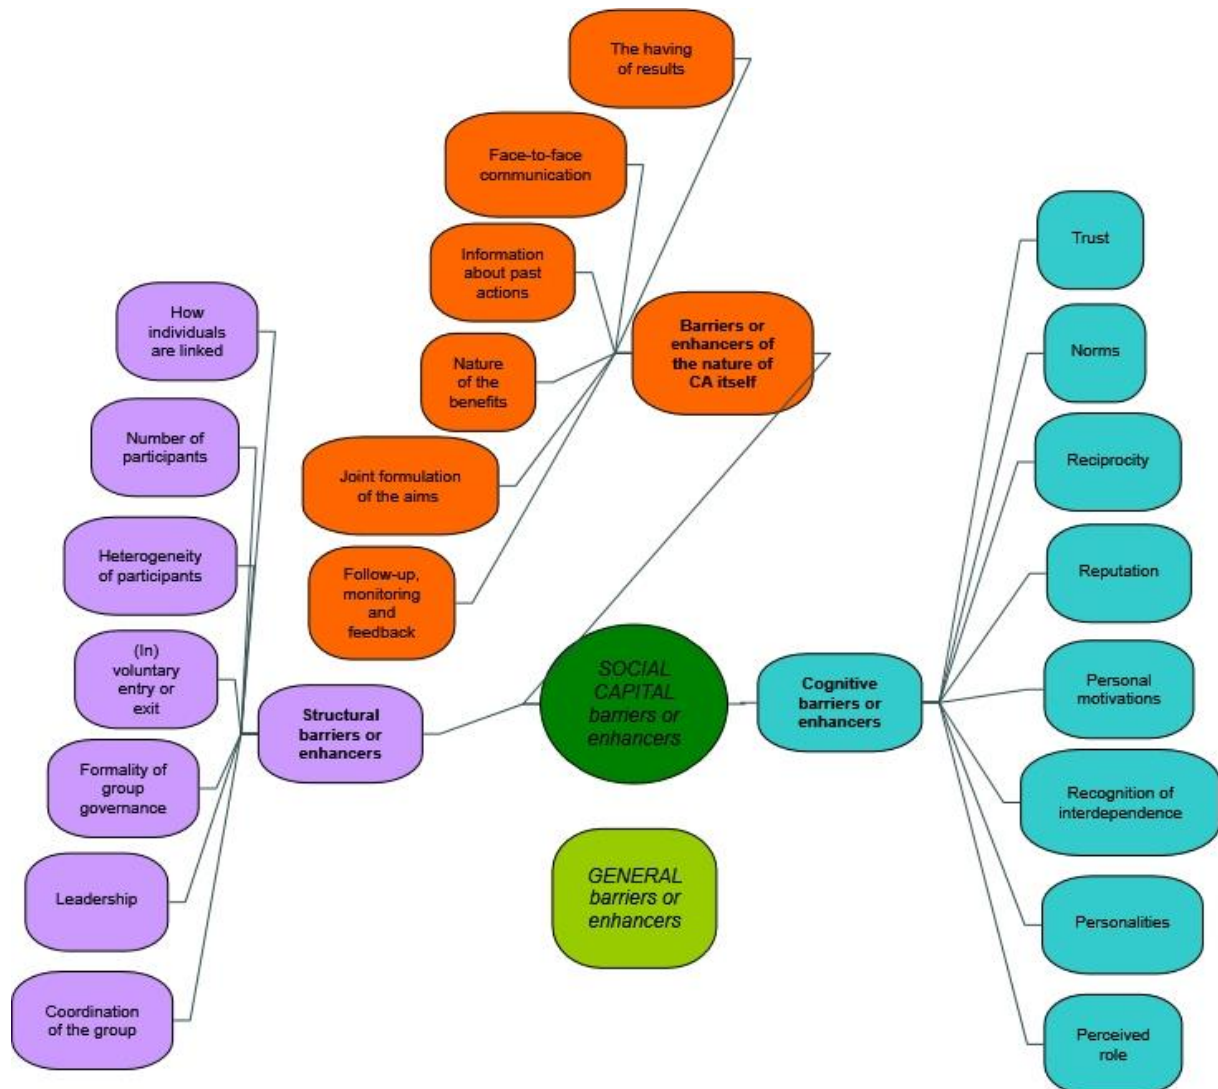 The having
of results
Face-to-face
communication
Information
about past
actions
Nature
of the
benefits
Joint formulation
of the aims
Follow-up,
monitoring
and
feedback
Barriers or
enhancers of
the nature of
CA itself
How
individuals
are linked
Number of
participants
Heterogeneity
of participants
(In)
voluntary
entry or
exit
Formality of
group
governance
Leadership
Coordination
of the group
Structural
barriers or
enhancers
SOCIAL
CAPITAL
barriers or
enhancers
GENERAL
barriers or
enhancers
Cognitive
barriers or
enhancers
Trust
Norms
Reciprocity
Reputation
Personal
motivations
Recognition of
interdependence
Personalities
Perceived
role